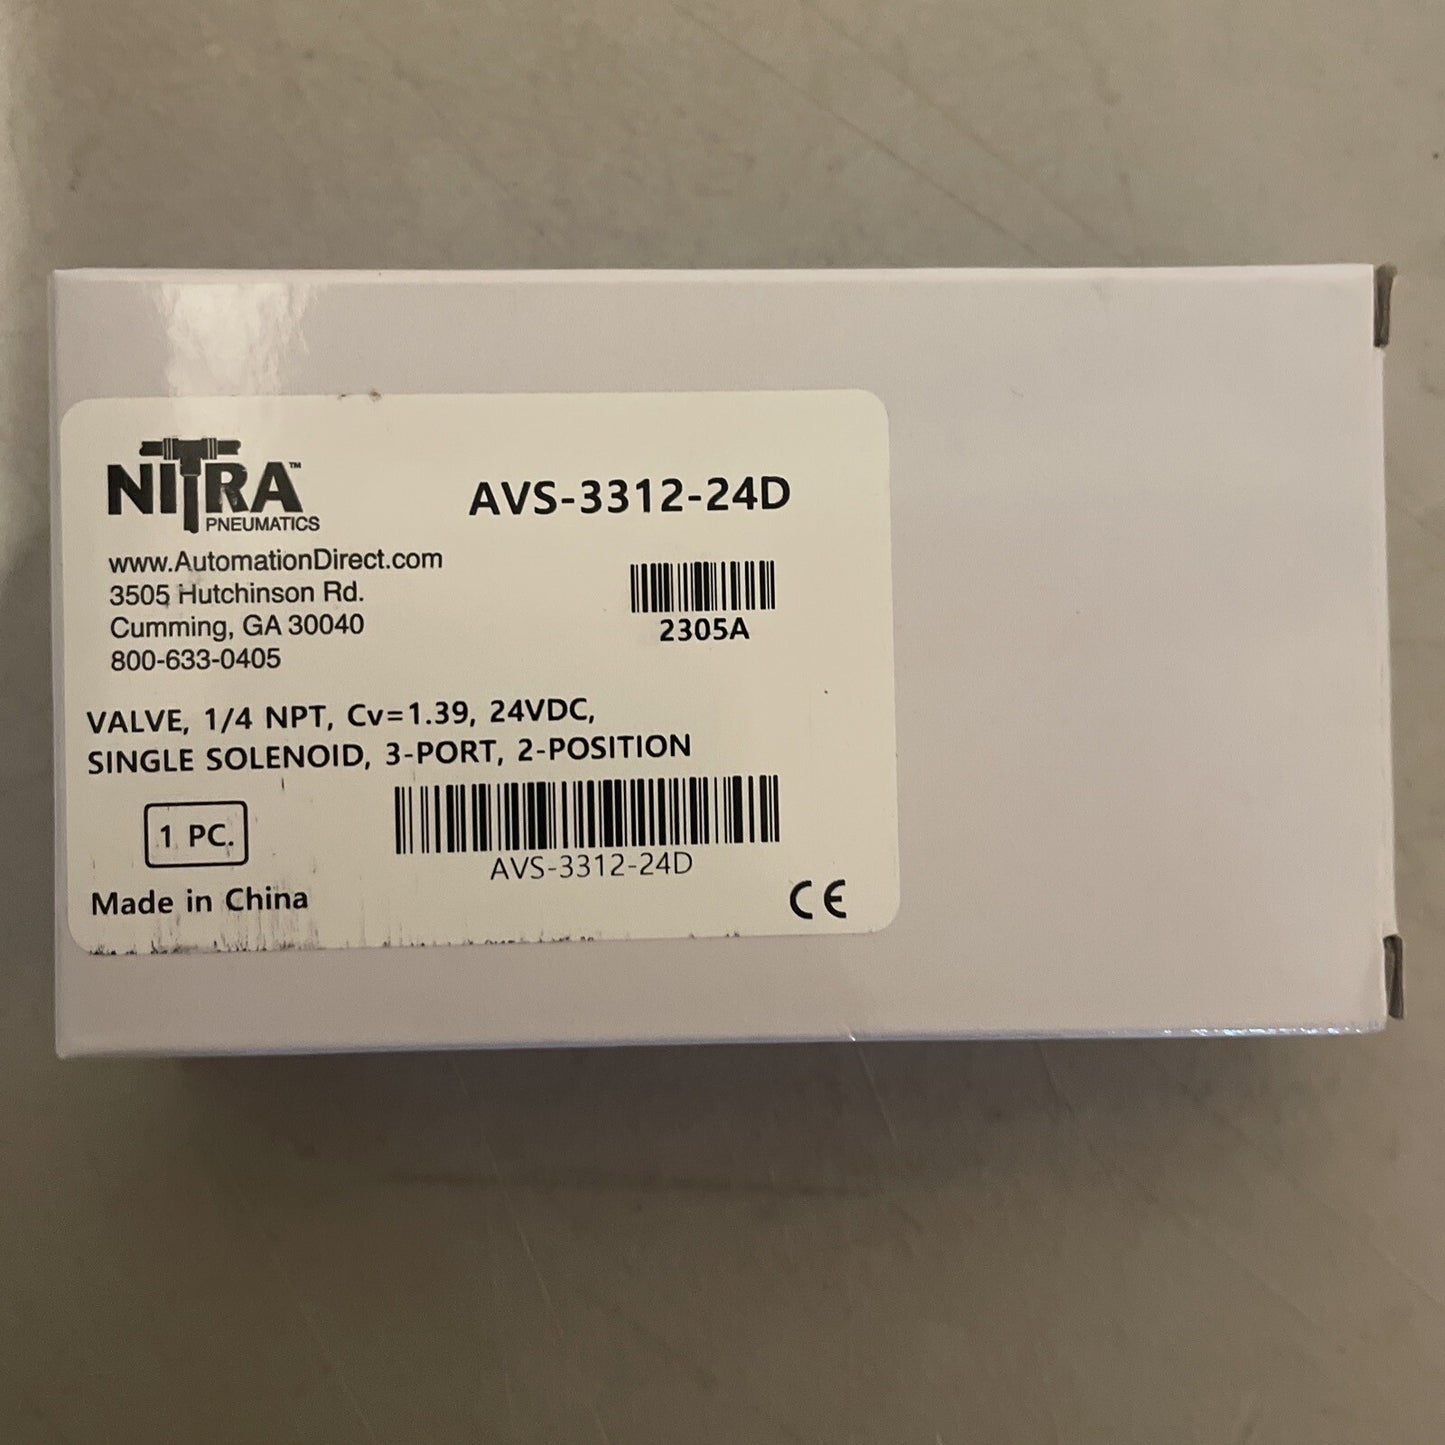 NITRA™
PNEUMATICS
AVS-3312-24D
www.AutomationDirect.com
3505 Hutchinson Rd.
Cumming, GA 30040
800-633-0405
2305A
VALVE, 1/4 NPT, Cv=1.39, 24VDC,
SINGLE SOLENOID, 3-PORT, 2-POSITION
1 PC.
AVS-3312-24D
Made in China
CE